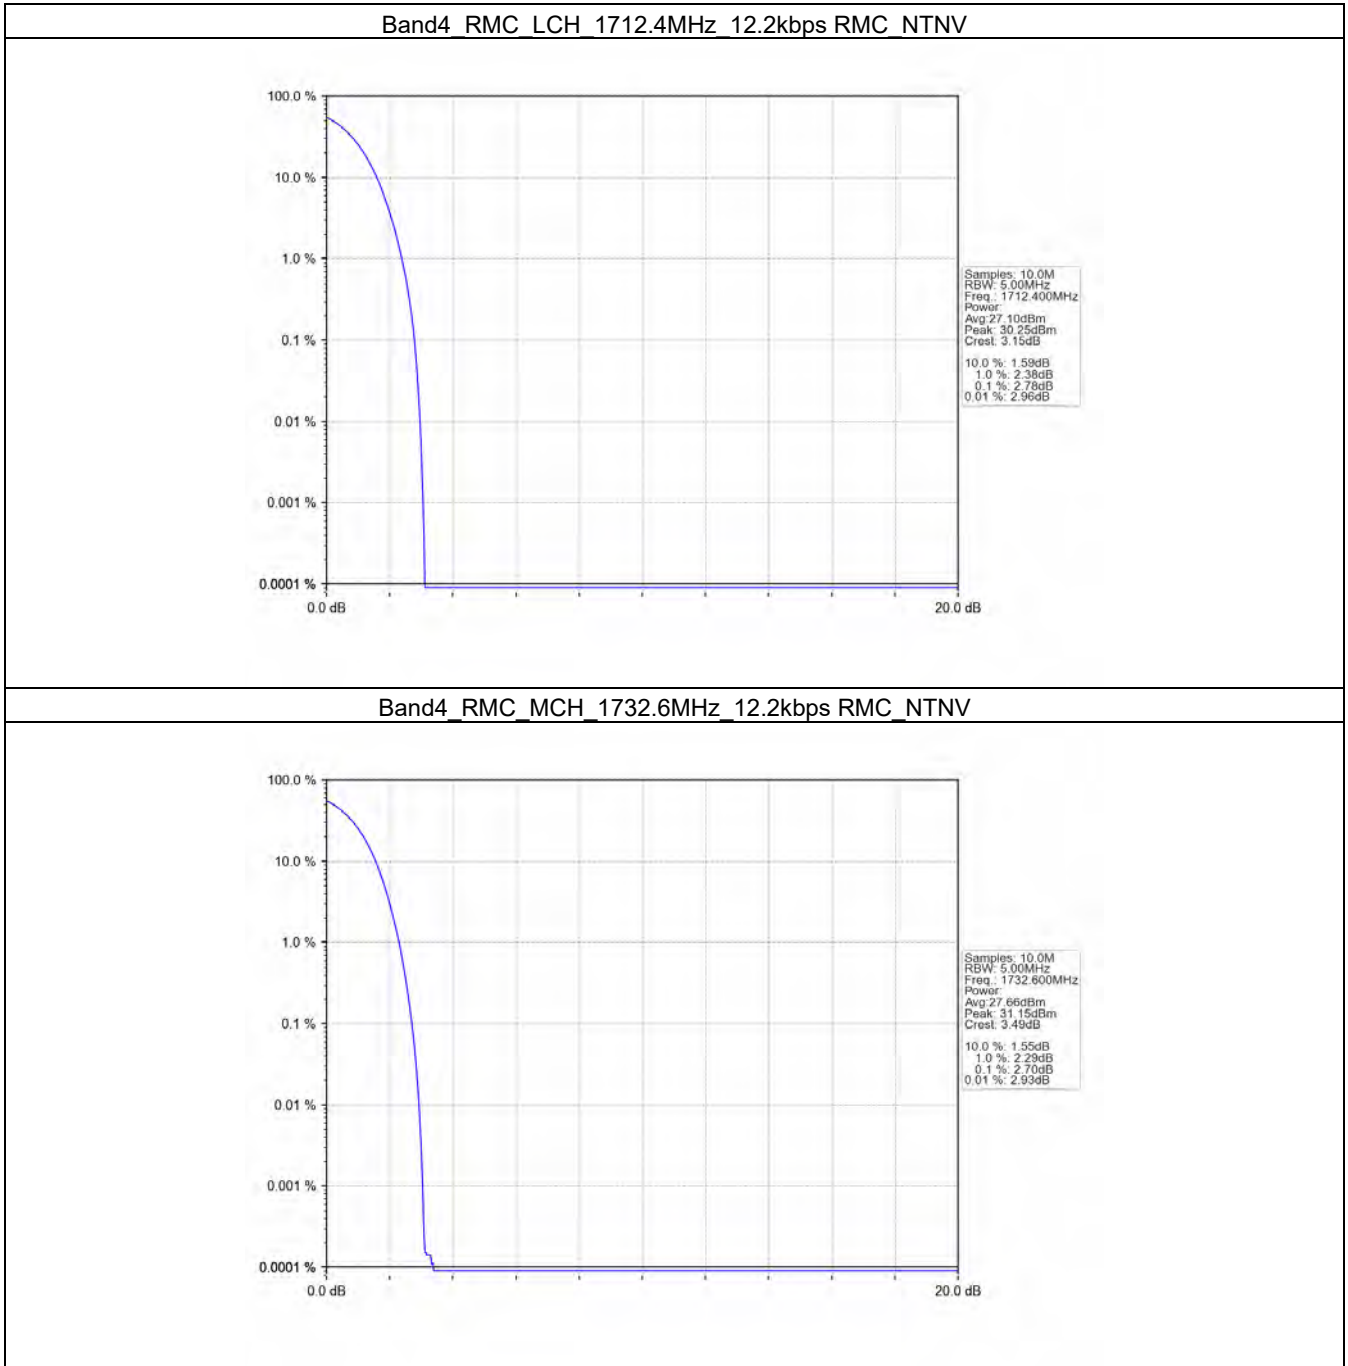 Band4_RMC_LCH_1712.4MHz_12.2kbps RMC_NTNV
100.0 %
10.0 %
1.0 %
0.1 %
0.01 %
0.001 %
0.0001 %
0.0 dB
20.0 dB
Samples: 10.0M
RBW: 5.00MHz
Freq.: 1712.400MHz
Power:
Avg:27.10dBm
Peak: 30.25dBm
Crest: 3.15dB
10.0 %: 1.59dB
1.0 %: 2.38dB
0.1 %: 2.78dB
0.01 %: 2.96dB
Band4_RMC_MCH_1732.6MHz_12.2kbps RMC_NTNV
100.0 %
10.0 %
1.0 %
0.1 %
0.01 %
0.001 %
0.0001 %
0.0 dB
20.0 dB
Samples: 10.0M
RBW: 5.00MHz
Freq.: 1732.600MHz
Power:
Avg:27.66dBm
Peak: 31.15dBm
Crest: 3.49dB
10.0 %: 1.55dB
1.0 %: 2.29dB
0.1 %: 2.70dB
0.01 %: 2.93dB